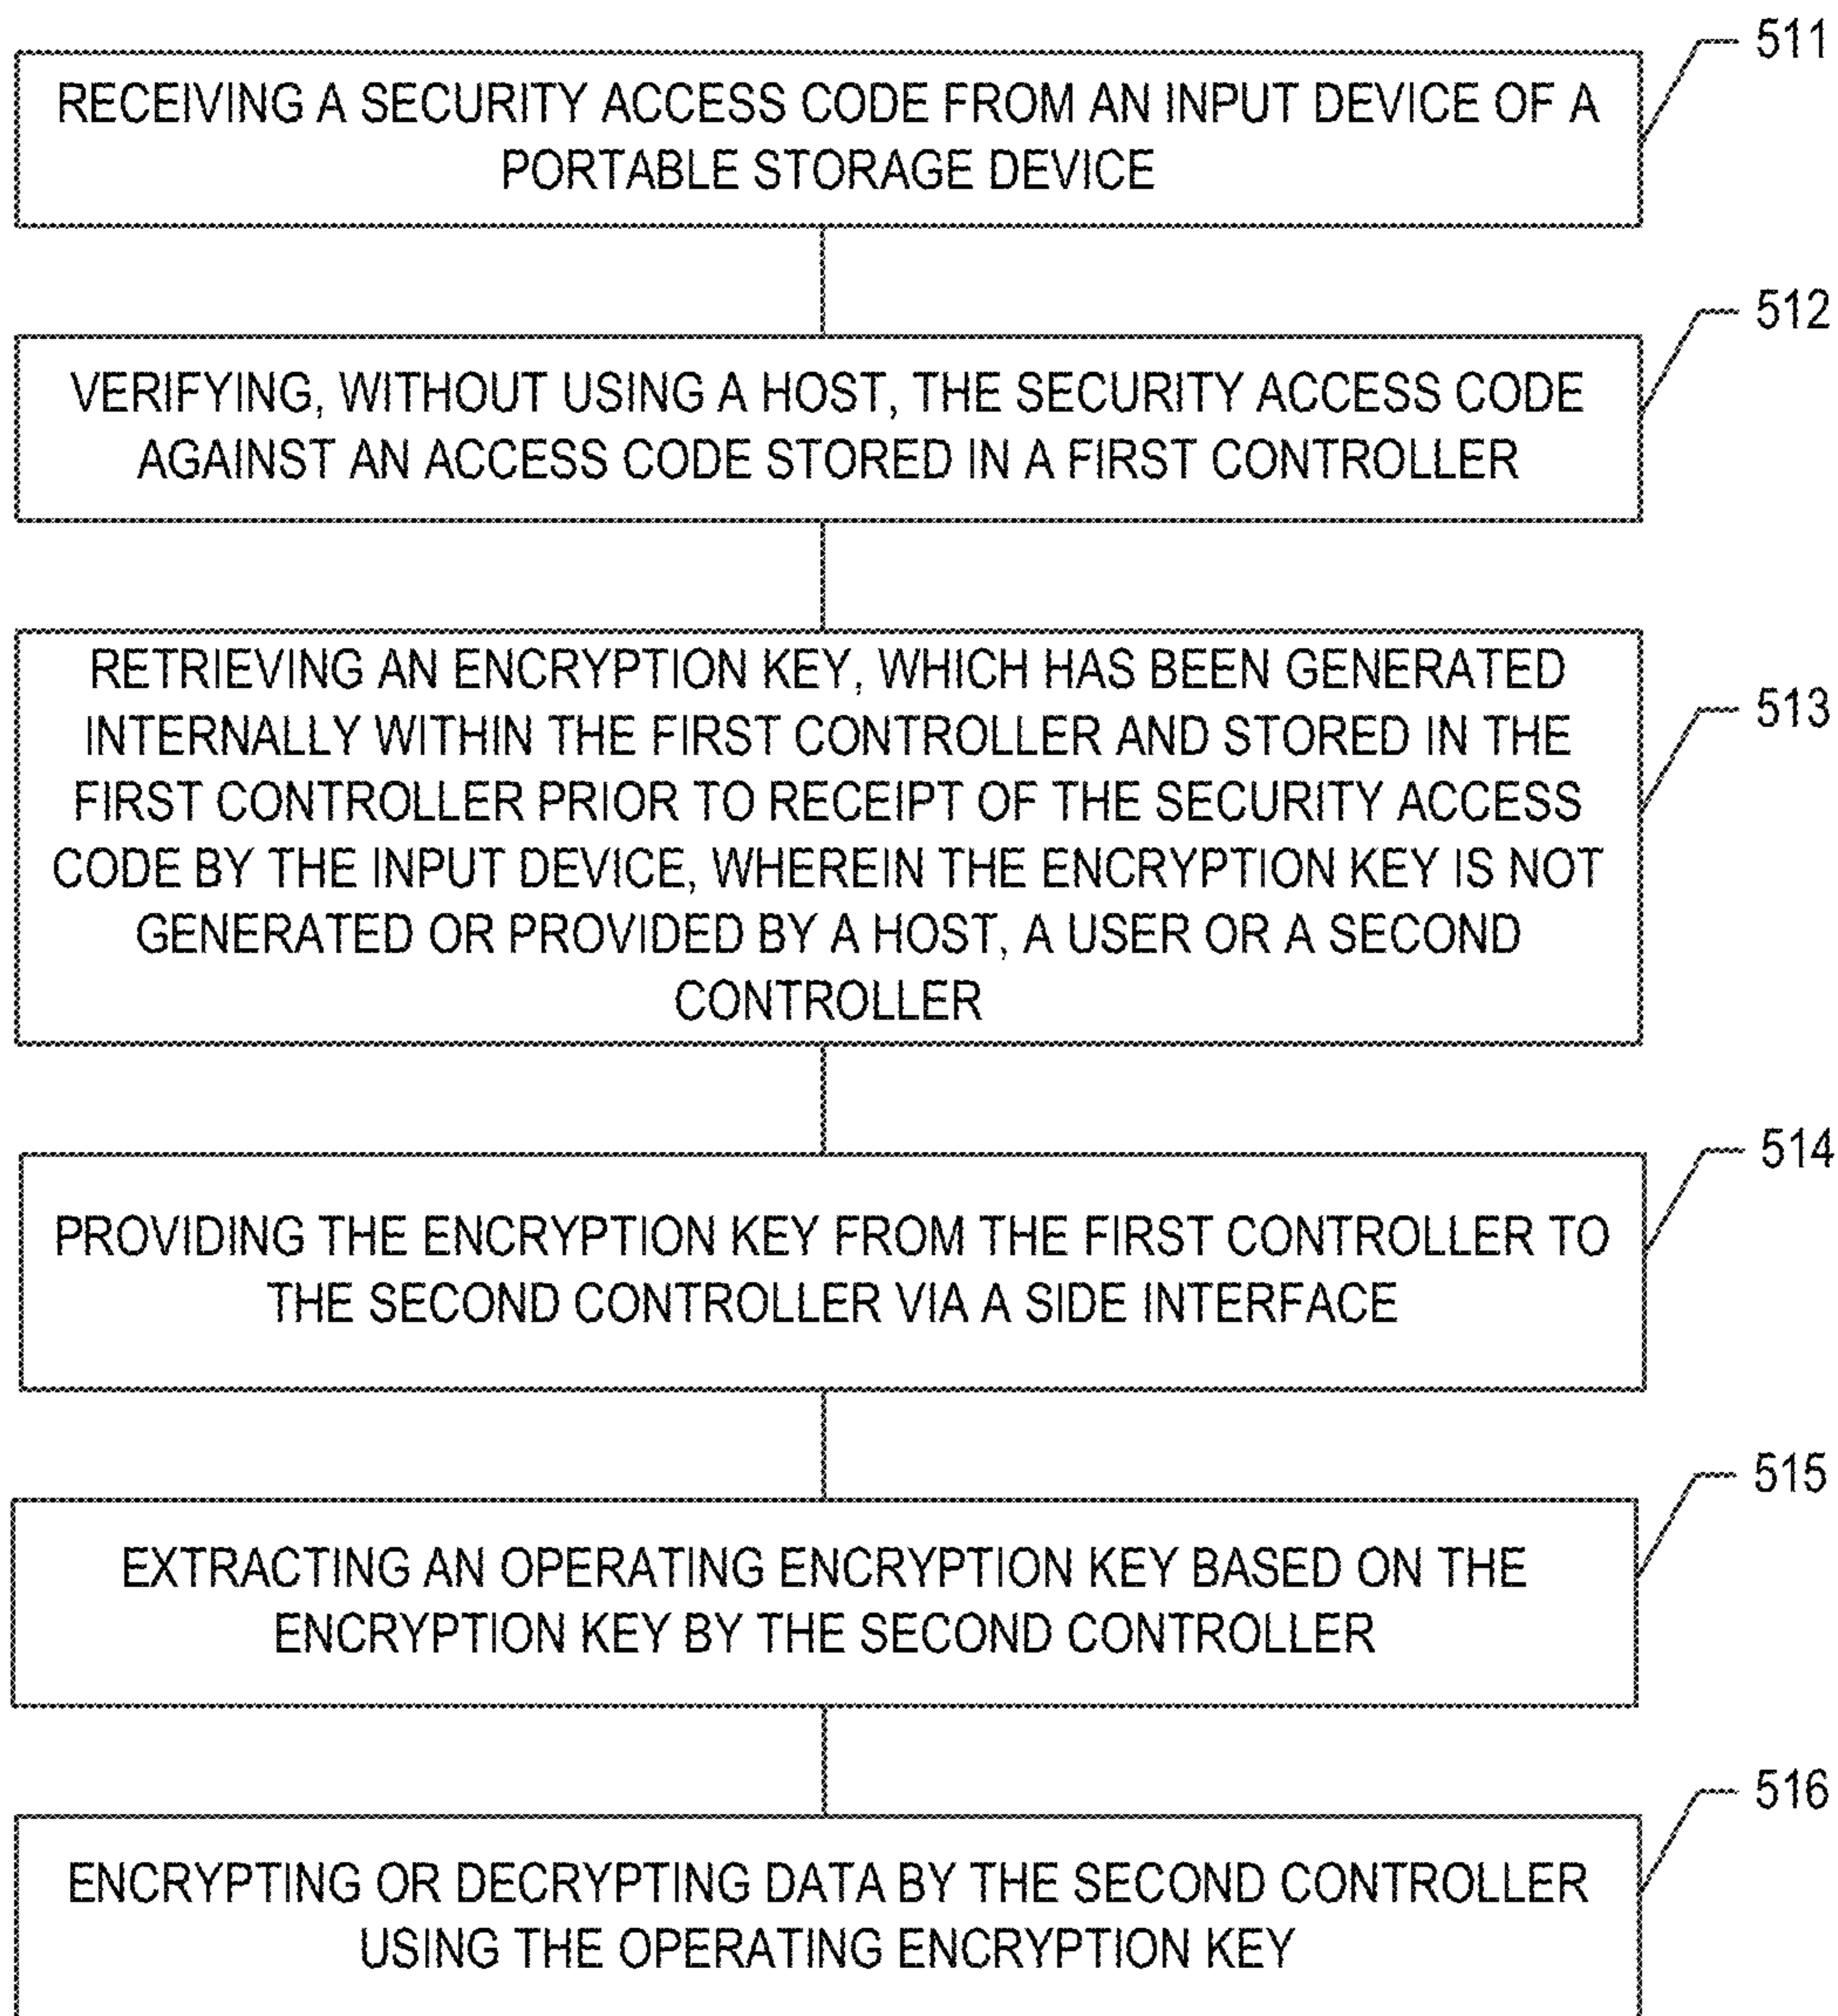 511
RECEIVING A SECURITY ACCESS CODE FROM AN INPUT DEVICE OF A
PORTABLE STORAGE DEVICE
512
VERIFYING, WITHOUT USING A HOST, THE SECURITY ACCESS CODE
AGAINST AN ACCESS CODE STORED IN A FIRST CONTROLLER
513
RETRIEVING AN ENCRYPTION KEY, WHICH HAS BEEN GENERATED
INTERNALLY WITHIN THE FIRST CONTROLLER AND STORED IN THE
FIRST CONTROLLER PRIOR TO RECEIPT OF THE SECURITY ACCESS
CODE BY THE INPUT DEVICE, WHEREIN THE ENCRYPTION KEY IS NOT
GENERATED OR PROVIDED BY A HOST, A USER OR A SECOND
CONTROLLER
514
PROVIDING THE ENCRYPTION KEY FROM THE FIRST CONTROLLER TO
THE SECOND CONTROLLER VIA A SIDE INTERFACE
515
EXTRACTING AN OPERATING ENCRYPTION KEY BASED ON THE
ENCRYPTION KEY BY THE SECOND CONTROLLER
516
ENCRYPTING OR DECRYPTING DATA BY THE SECOND CONTROLLER
USING THE OPERATING ENCRYPTION KEY